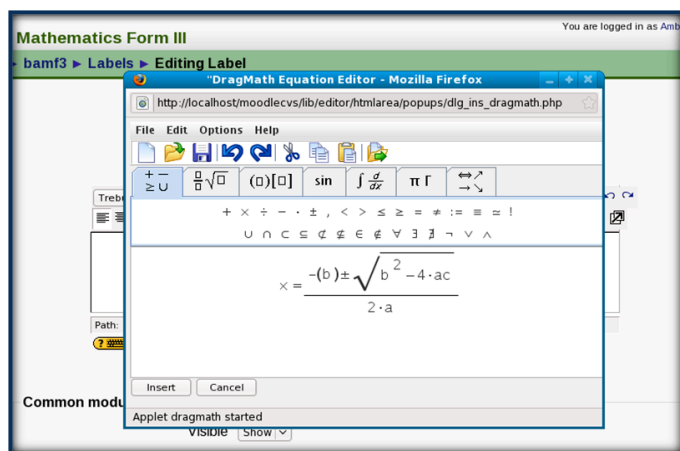 You are logged in as Amb
Mathematics Form III
► bamf3 ► Labels ► Editing Label
"DragMath Equation Editor - Mozilla Firefox
http://localhost/moodlecvs/lib/editor/htmlarea/popups/dlg_ins_dragmath.php
File Edit Options Help
+ − ≥ ∪ □/□ √□ (□)[□] sin ∫ d/dx π Γ ⇔↗→↘
Trebu
+ × ÷ − · ± , < > ≤ ≥ = ≠ := ≡ ≃ !
∪ ∩ ⊂ ⊆ ⊄ ⊈ ∈ ∉ ∀ ∃ ∄ ¬ ∨ ∧
x = (-(b)±√(b² −4·ac))/(2·a)
Path:
?
Insert Cancel
Common modu
Applet dragmath started
Visible Show